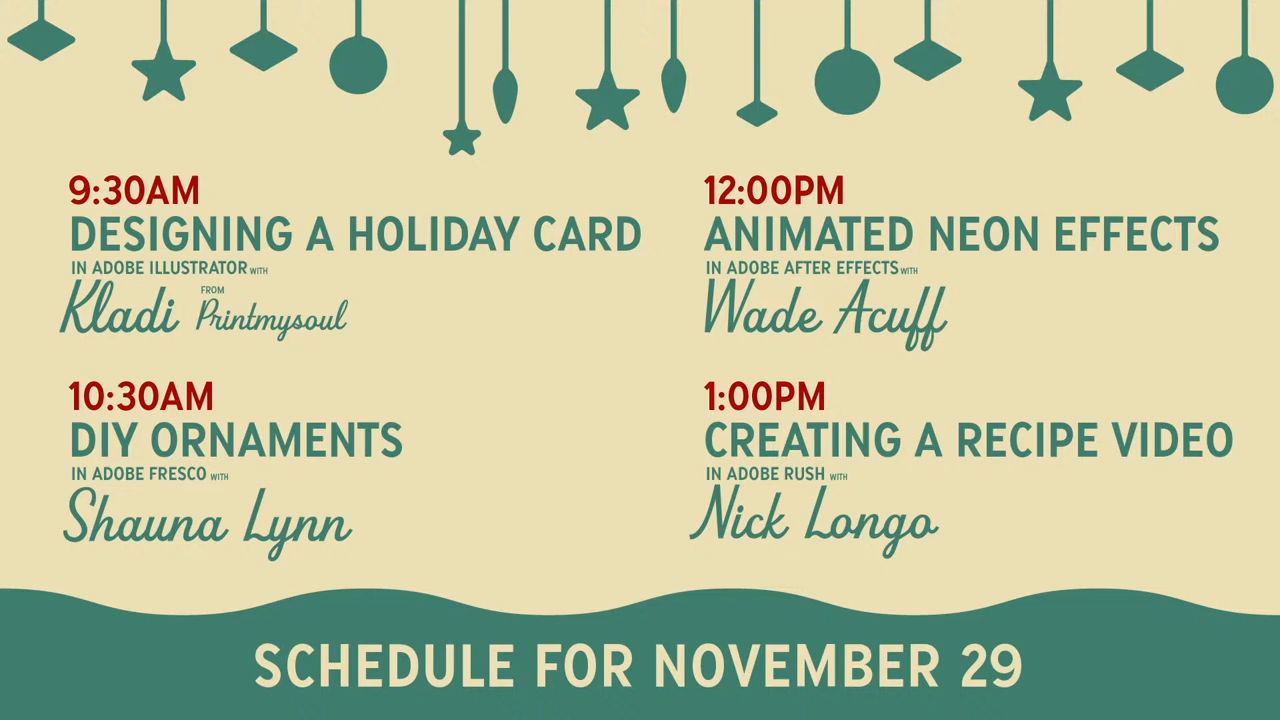 9:30AM
DESIGNING A HOLIDAY CARD
IN ADOBE ILLUSTRATOR WITH
Kladi FROM Printmysoul
10:30AM
DIY ORNAMENTS
IN ADOBE FRESCO WITH
Shauna Lynn
12:00PM
ANIMATED NEON EFFECTS
IN ADOBE AFTER EFFECTS WITH
Wade Acuff
1:00PM
CREATING A RECIPE VIDEO
IN ADOBE RUSH WITH
Nick Longo
SCHEDULE FOR NOVEMBER 29